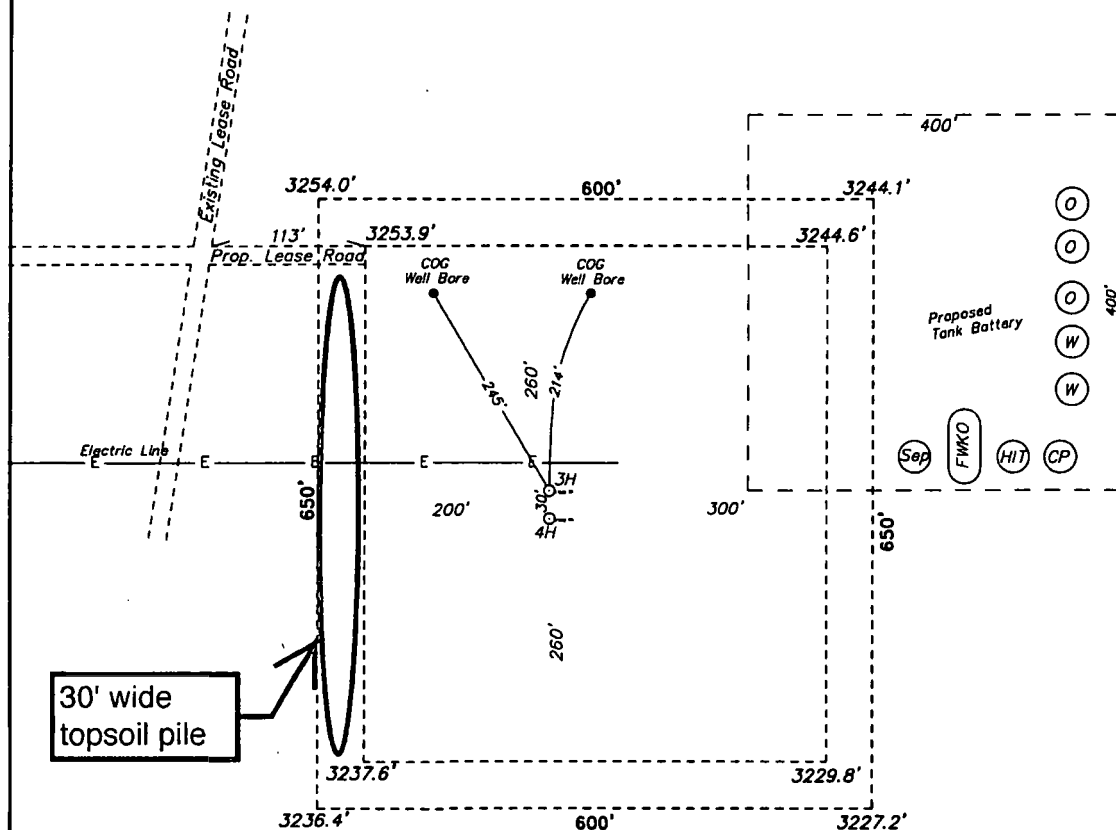 Existing Lease Road
400'
3254.0'
600'
3244.1'
113'
3253.9'
3244.6'
Prop. Lease Road
COG
Well Bore
COG
Well Bore
O
O
O
W
W
400'
Proposed
Tank Battery
245'
260'
214'
Electric Line
E
E
E
E
E
Sep
FWKO
H/T
CP
650'
200'
3H
30'
4H
300'
650'
260'
30' wide
topsoil pile
3237.6'
3229.8'
3236.4'
600'
3227.2'